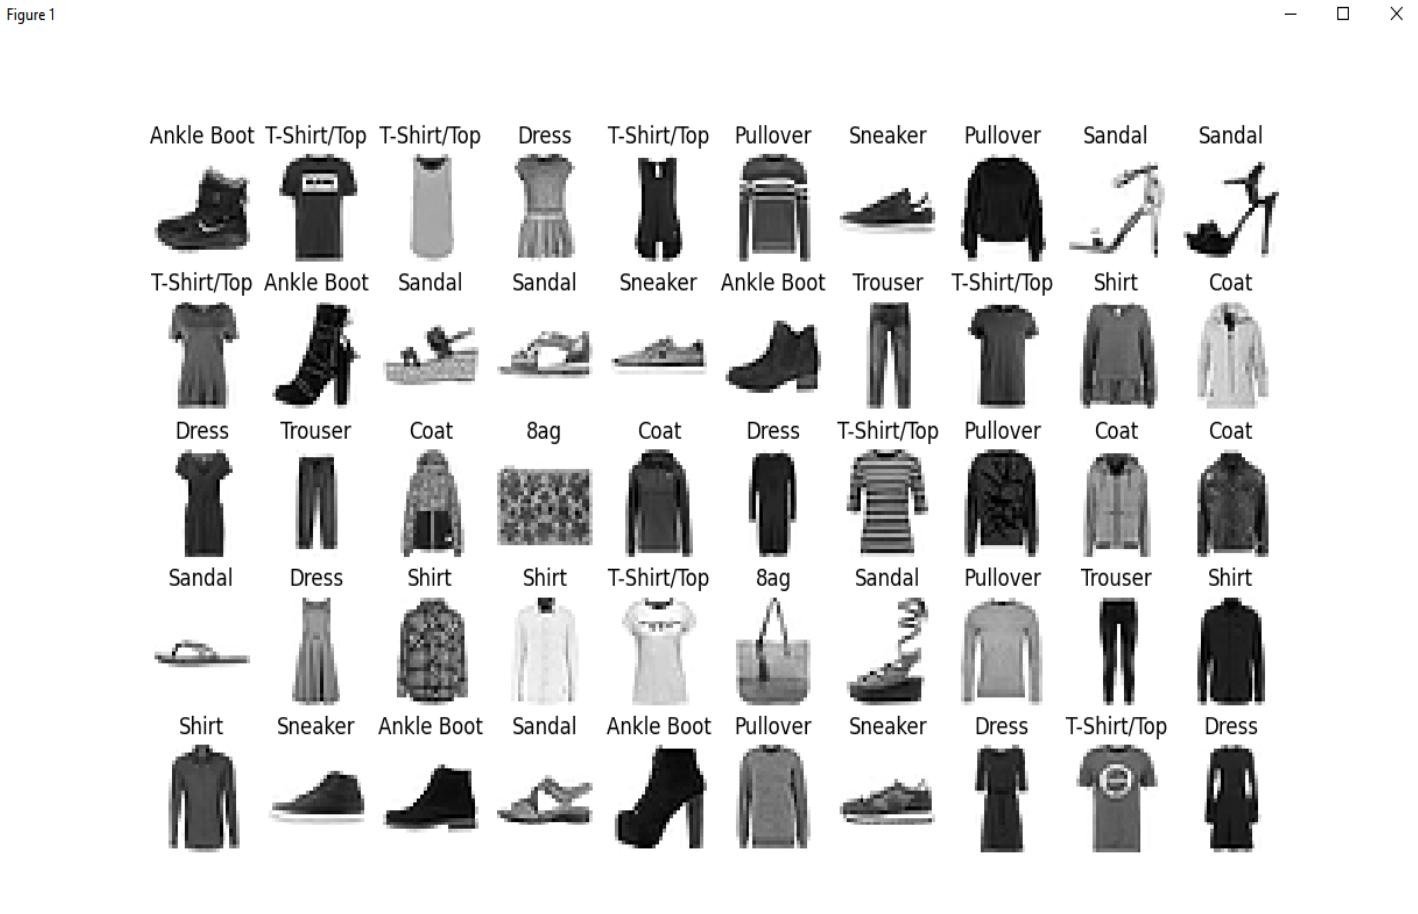 Figure 1
Ankle Boot T-Shirt/Top T-Shirt/Top Dress T-Shirt/Top Pullover Sneaker Pullover Sandal Sandal
T-Shirt/Top Ankle Boot Sandal Sandal Sneaker Ankle Boot Trouser T-Shirt/Top Shirt Coat
Dress Trouser Coat 8ag Coat Dress T-Shirt/Top Pullover Coat Coat
Sandal Dress Shirt Shirt T-Shirt/Top 8ag Sandal Pullover Trouser Shirt
Shirt Sneaker Ankle Boot Sandal Ankle Boot Pullover Sneaker Dress T-Shirt/Top Dress